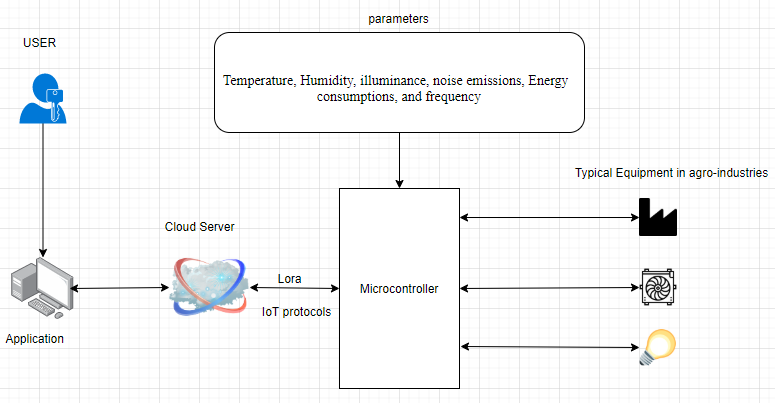 parameters
USER
Temperature, Humidity, illuminance, noise emissions, Energy
consumptions, and frequency
Typical Equipment in agro-industries
Cloud Server
Lora
Microcontroller
IoT protocols
Application